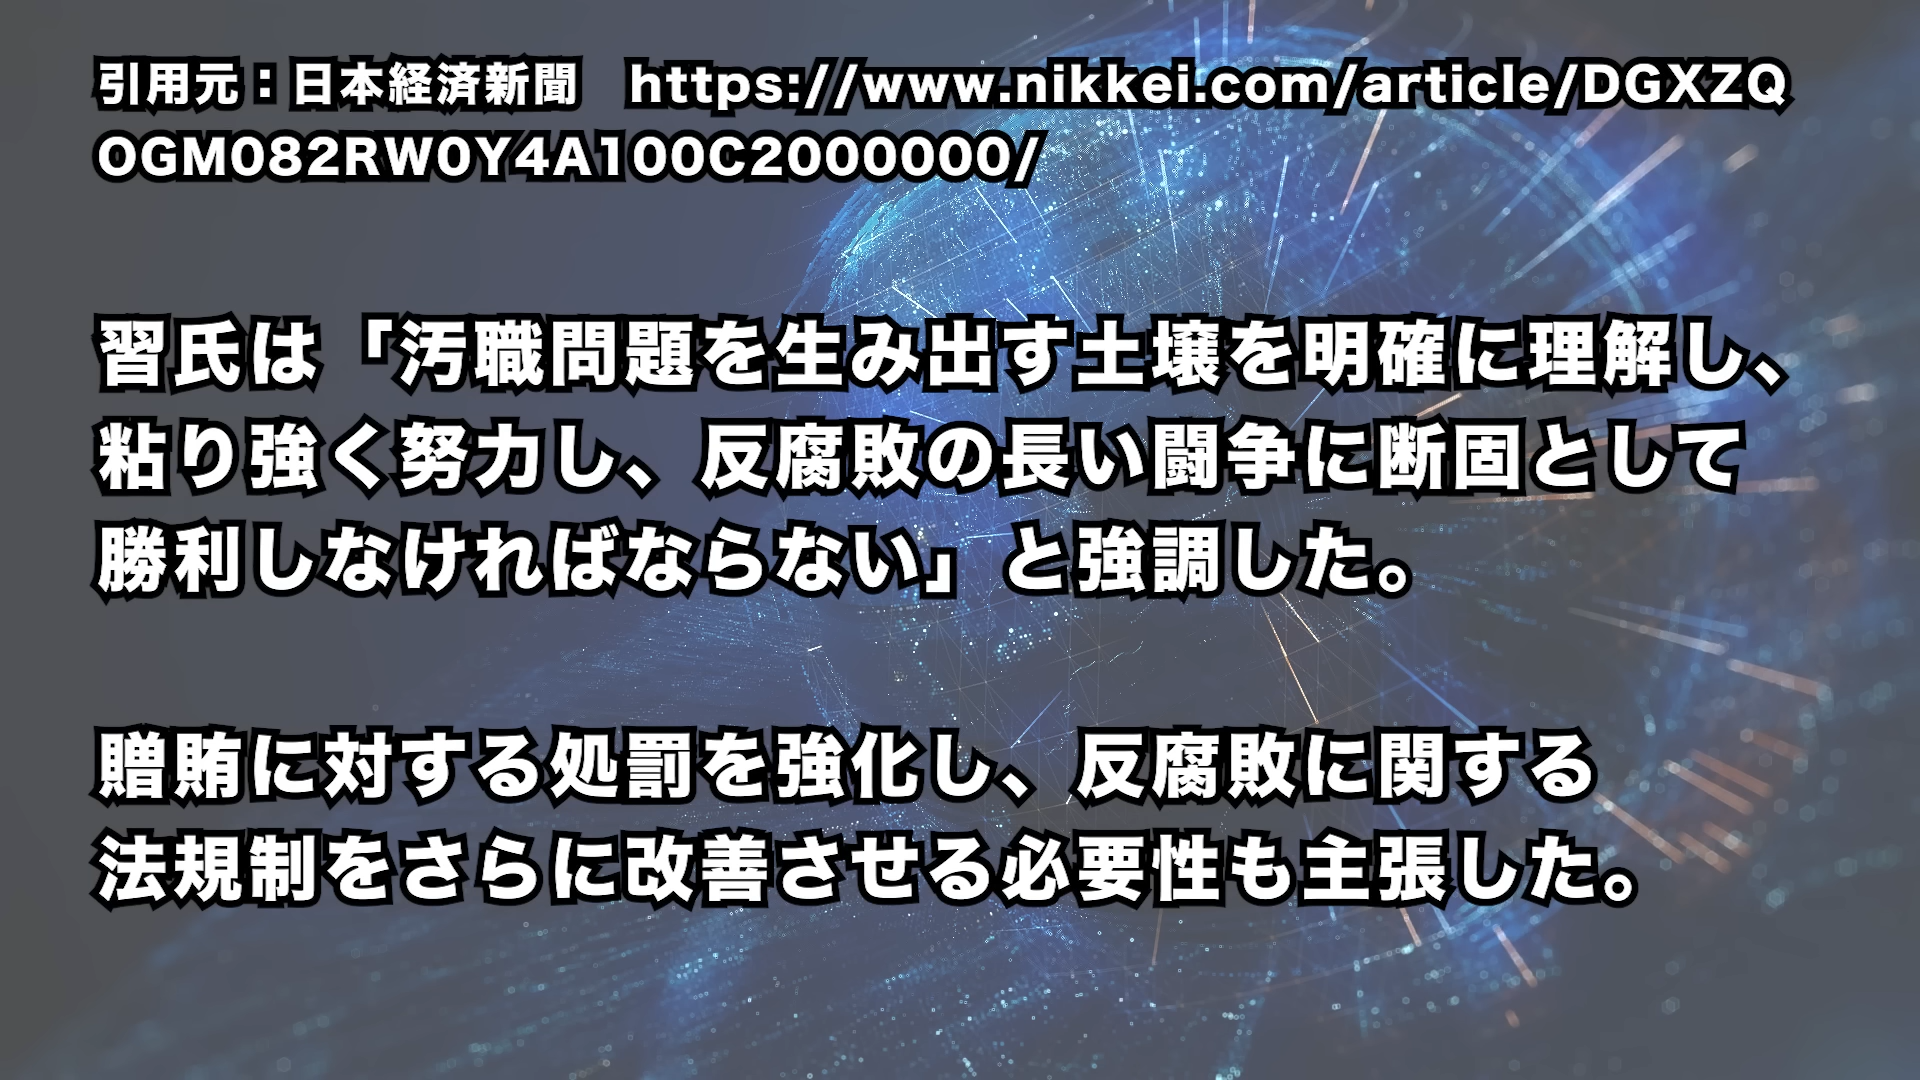 引用元：日本経済新聞　https://www.nikkei.com/article/DGXZQ
OGM082RW0Y4A100C2000000/
習氏は「汚職問題を生み出す土壌を明確に理解し、
粘り強く努力し、反腐敗の長い闘争に断固として
勝利しなければならない」と強調した。
贈賄に対する処罰を強化し、反腐敗に関する
法規制をさらに改善させる必要性も主張した。